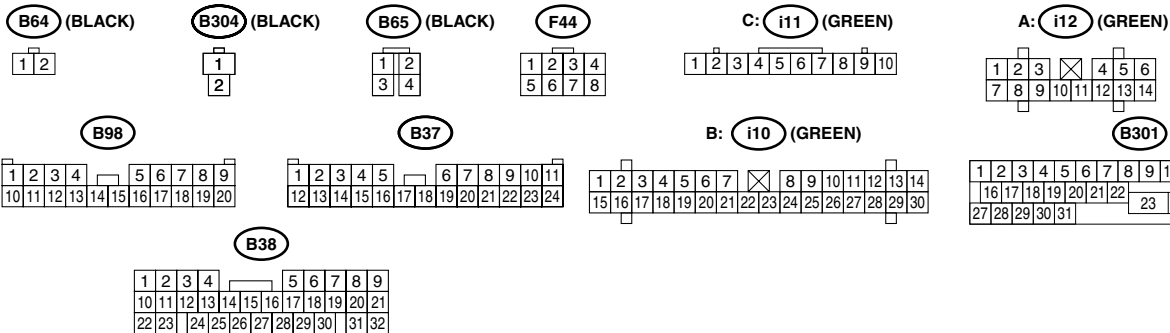 B64 (BLACK) B304 (BLACK) B65 (BLACK) F44 C: i11 (GREEN) A: i12 (GREEN)
1 2
1
2
1 2
3 4
1 2 3 4
5 6 7 8
1 2 3 4 5 6 7 8 9 10
1 2 3 4 5 6
7 8 9 10 11 12 13 14
B98 B37 B: i10 (GREEN) B301
1 2 3 4 5 6 7 8 9
10 11 12 13 14 15 16 17 18 19 20
1 2 3 4 5 6 7 8 9 10 11
12 13 14 15 16 17 18 19 20 21 22 23 24
1 2 3 4 5 6 7 8 9 10 11 12 13 14
15 16 17 18 19 20 21 22 23 24 25 26 27 28 29 30
1 2 3 4 5 6 7 8 9
16 17 18 19 20 21 22
23
27 28 29 30 31
B38
1 2 3 4 5 6 7 8 9
10 11 12 13 14 15 16 17 18 19 20 21
22 23 24 25 26 27 28 29 30 31 32